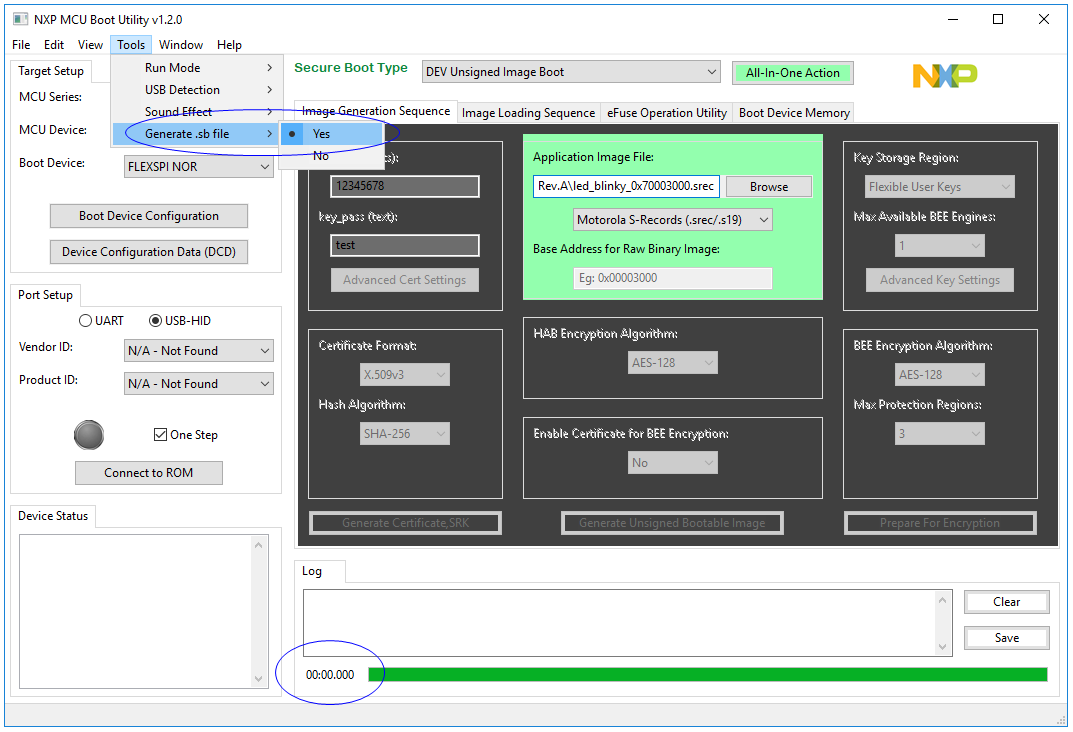 NXP MCU Boot Utility v1.2.0
File Edit View Tools Window Help
Target Setup
MCU Series:
MCU Device:
Boot Device:
FLEXSPI NOR
Boot Device Configuration
Device Configuration Data (DCD)
Run Mode
USB Detection
Sound Effect
Generate .sb file
Yes
No
Secure Boot Type
DEV Unsigned Image Boot
All-In-One Action
NXP
Image Generation Sequence
Image Loading Sequence
eFuse Operation Utility
Boot Device Memory
12345678
key_pass (text):
test
Advanced Cert Settings
Application Image File:
Rev.A\led_blinky_0x70003000.srec
Browse
Motorola S-Records (.srec/.s19)
Base Address for Raw Binary Image:
Eg: 0x00003000
Key Storage Region:
Flexible User Keys
Max Available BEE Engines:
1
Advanced Key Settings
Certificate Format:
X.509v3
Hash Algorithm:
SHA-256
HAB Encryption Algorithm:
AES-128
Enable Certificate for BEE Encryption:
No
BEE Encryption Algorithm:
AES-128
Max Protection Regions:
3
Generate Certificate,SRK
Generate Unsigned Bootable Image
Prepare For Encryption
Port Setup
UART
USB-HID
Vendor ID:
N/A - Not Found
Product ID:
N/A - Not Found
One Step
Connect to ROM
Device Status
Log
Clear
Save
00:00.000